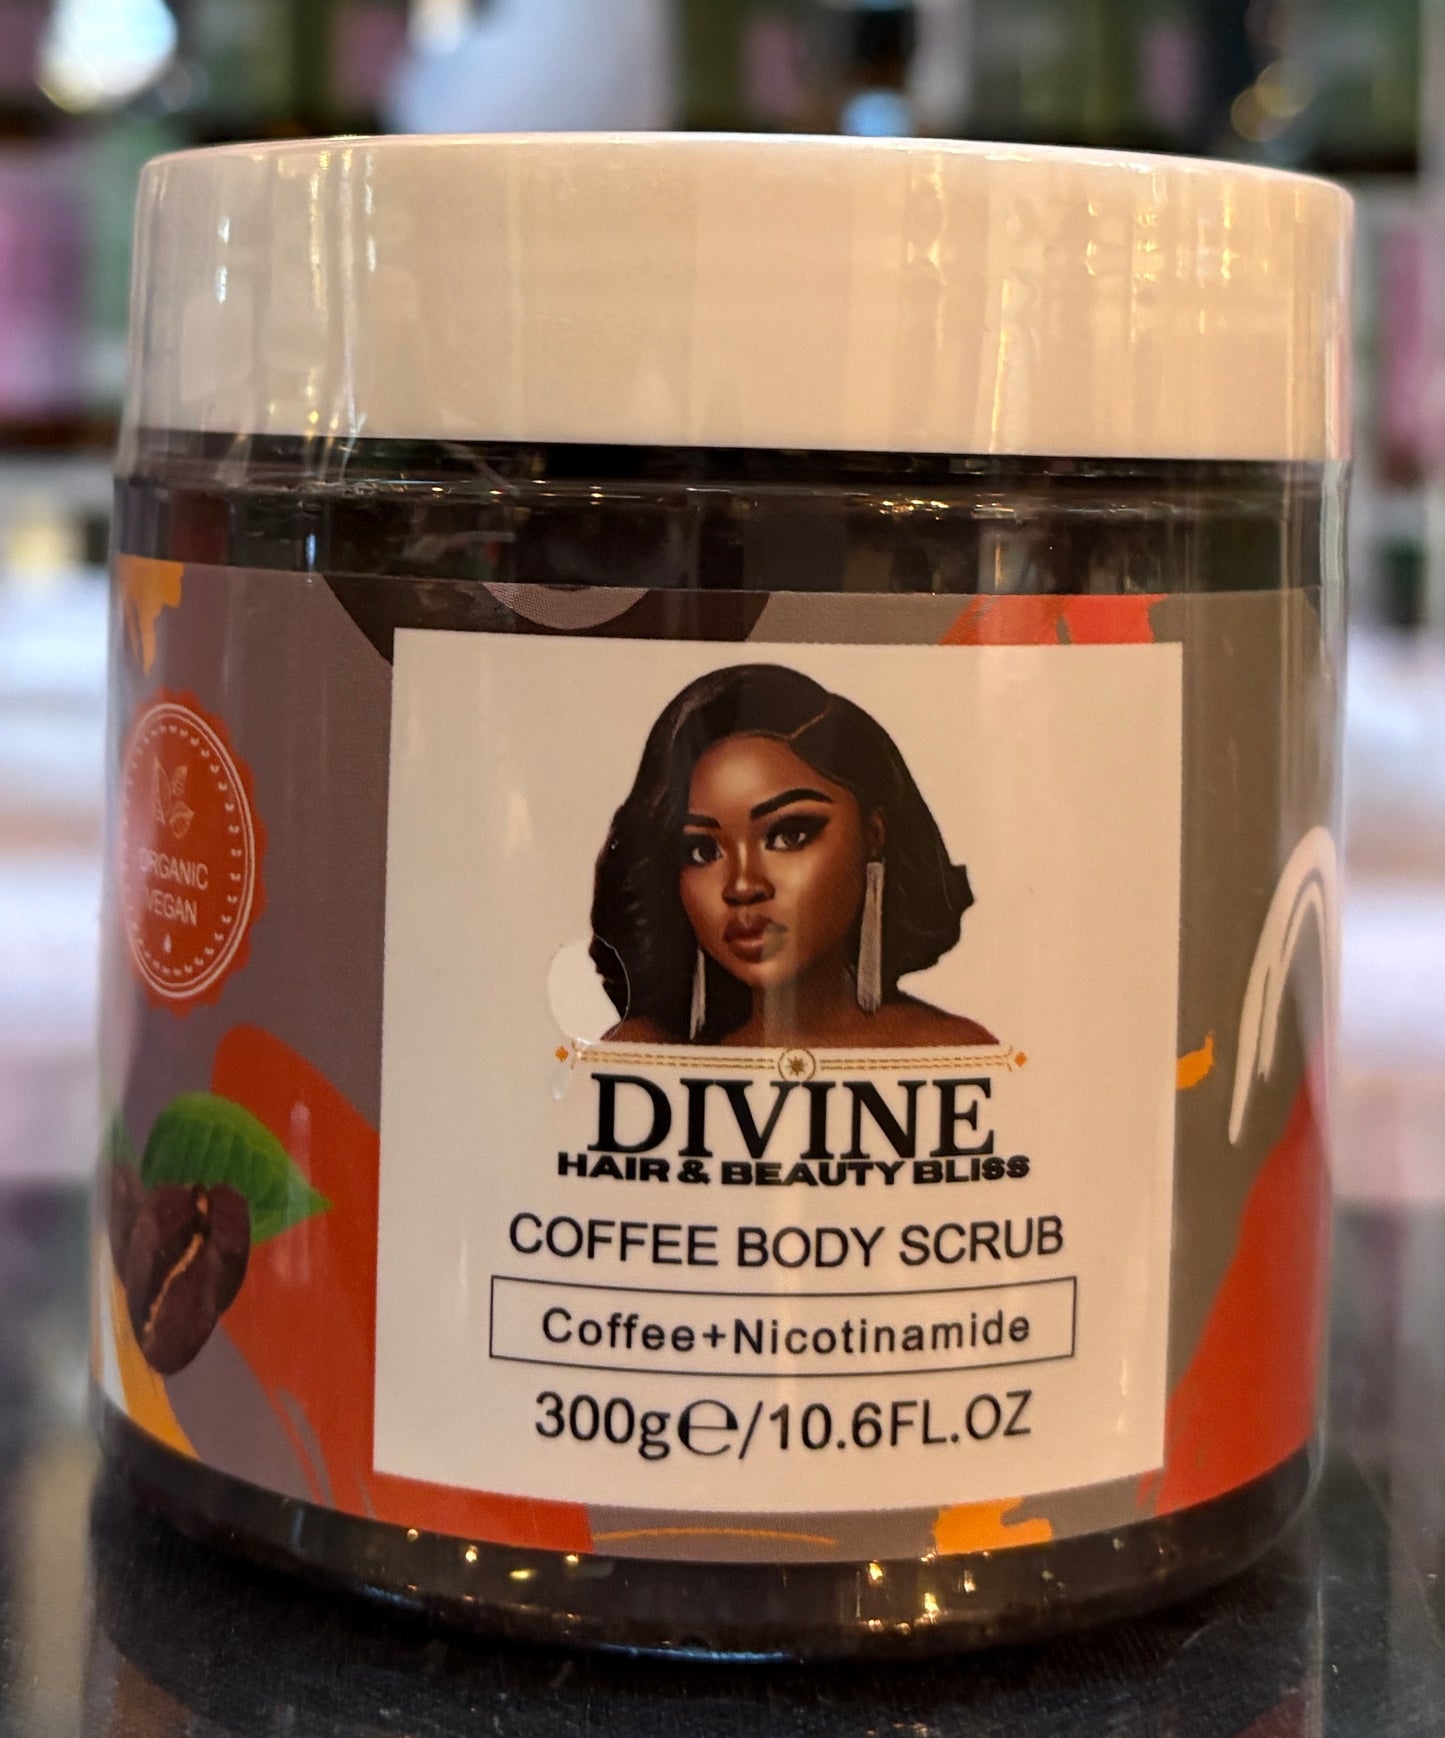 ORGANIC
VEGAN
DIVINE
HAIR & BEAUTY BLISS
COFFEE BODY SCRUB
Coffee+Nicotinamide
300g℮/10.6FL.OZ